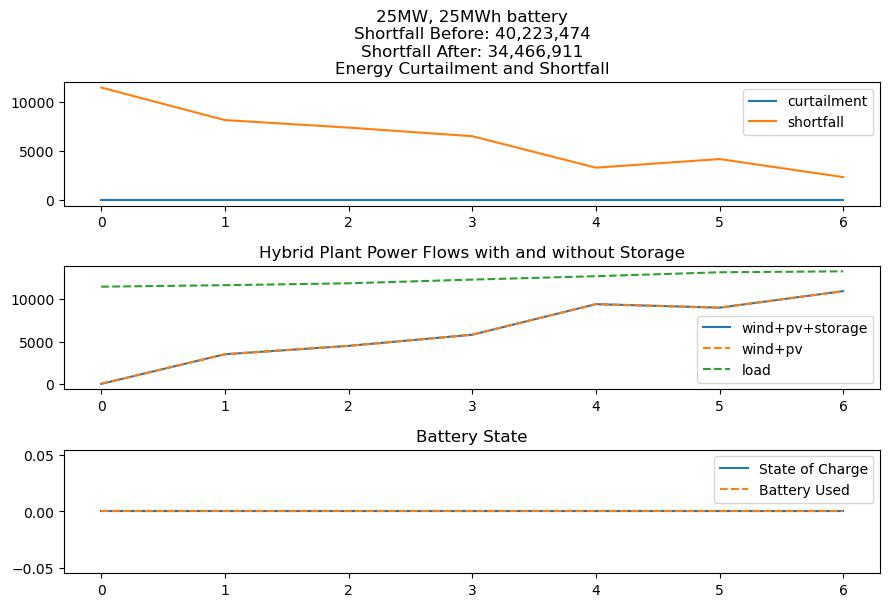 25MW, 25MWh battery
Shortfall Before: 40,223,474
Shortfall After: 34,466,911
Energy Curtailment and Shortfall
10000
5000
0
curtailment
shortfall
0 1 2 3 4 5 6
Hybrid Plant Power Flows with and without Storage
10000
5000
0
wind+pv+storage
wind+pv
load
0 1 2 3 4 5 6
Battery State
0.05
0.00
−0.05
State of Charge
Battery Used
0 1 2 3 4 5 6